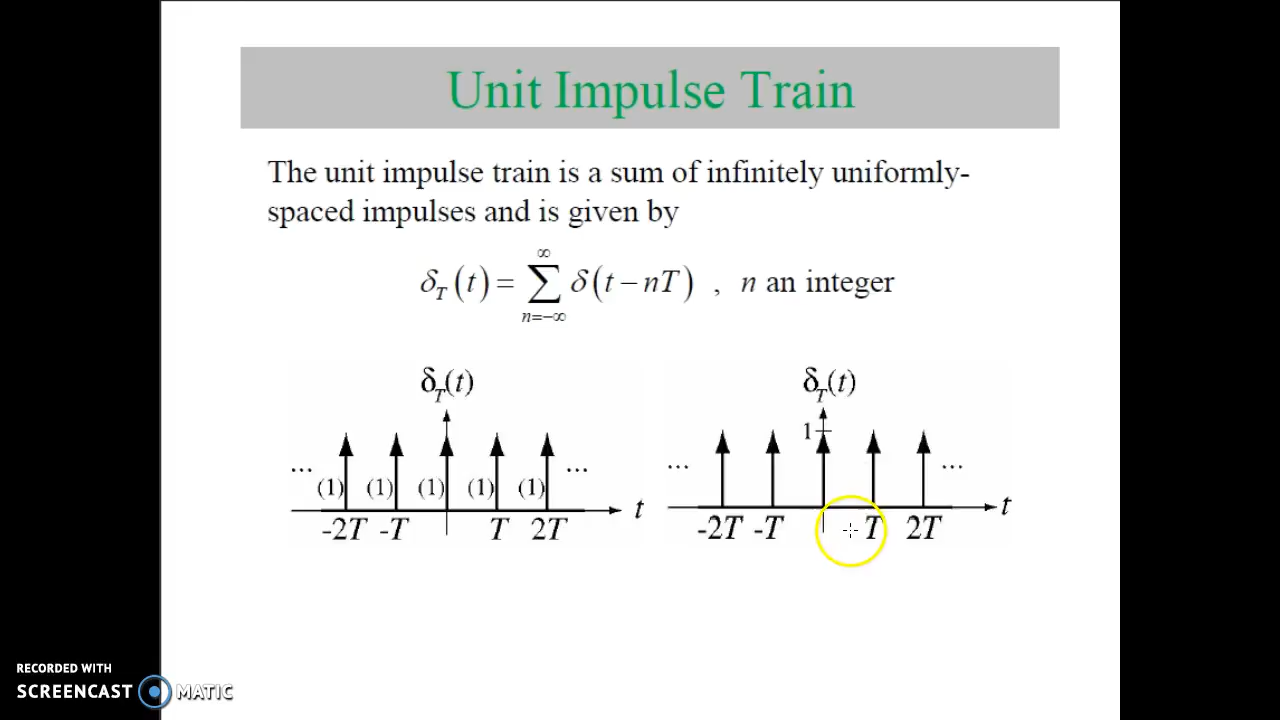 Unit Impulse Train
The unit impulse train is a sum of infinitely uniformly-
spaced impulses and is given by
∞
δT(t) = ∑ δ(t − nT) , n an integer
n=−∞
δT(t)
... (1) (1) (1) (1) (1) ...
t
-2T -T T 2T
δT(t)
1
... ...
t
-2T -T T 2T
RECORDED WITH
SCREENCAST MATIC